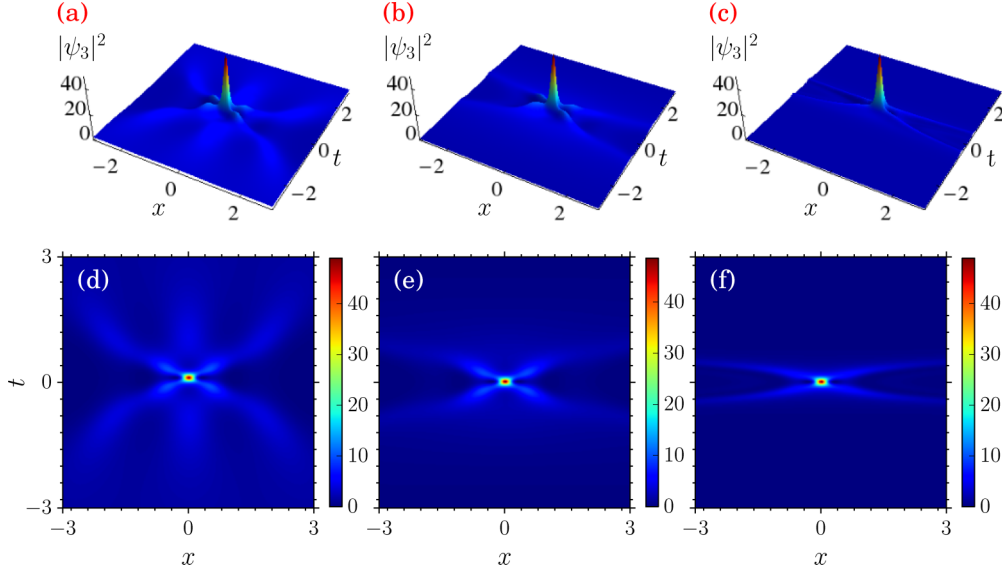 (a) (b) (c)
|ψ₃|² |ψ₃|² |ψ₃|²
40 40 40
20 20 20
0 0 0
2 2 2
0 t 0 t 0 t
−2 −2 −2
−2 −2 −2
0 0 0
x 2 x 2 x 2
3 (d) (e) (f)
40 40 40
30 30 30
t 0
20 20 20
10 10 10
−3 0 0 0
−3 0 3 −3 0 3 −3 0 3
x x x